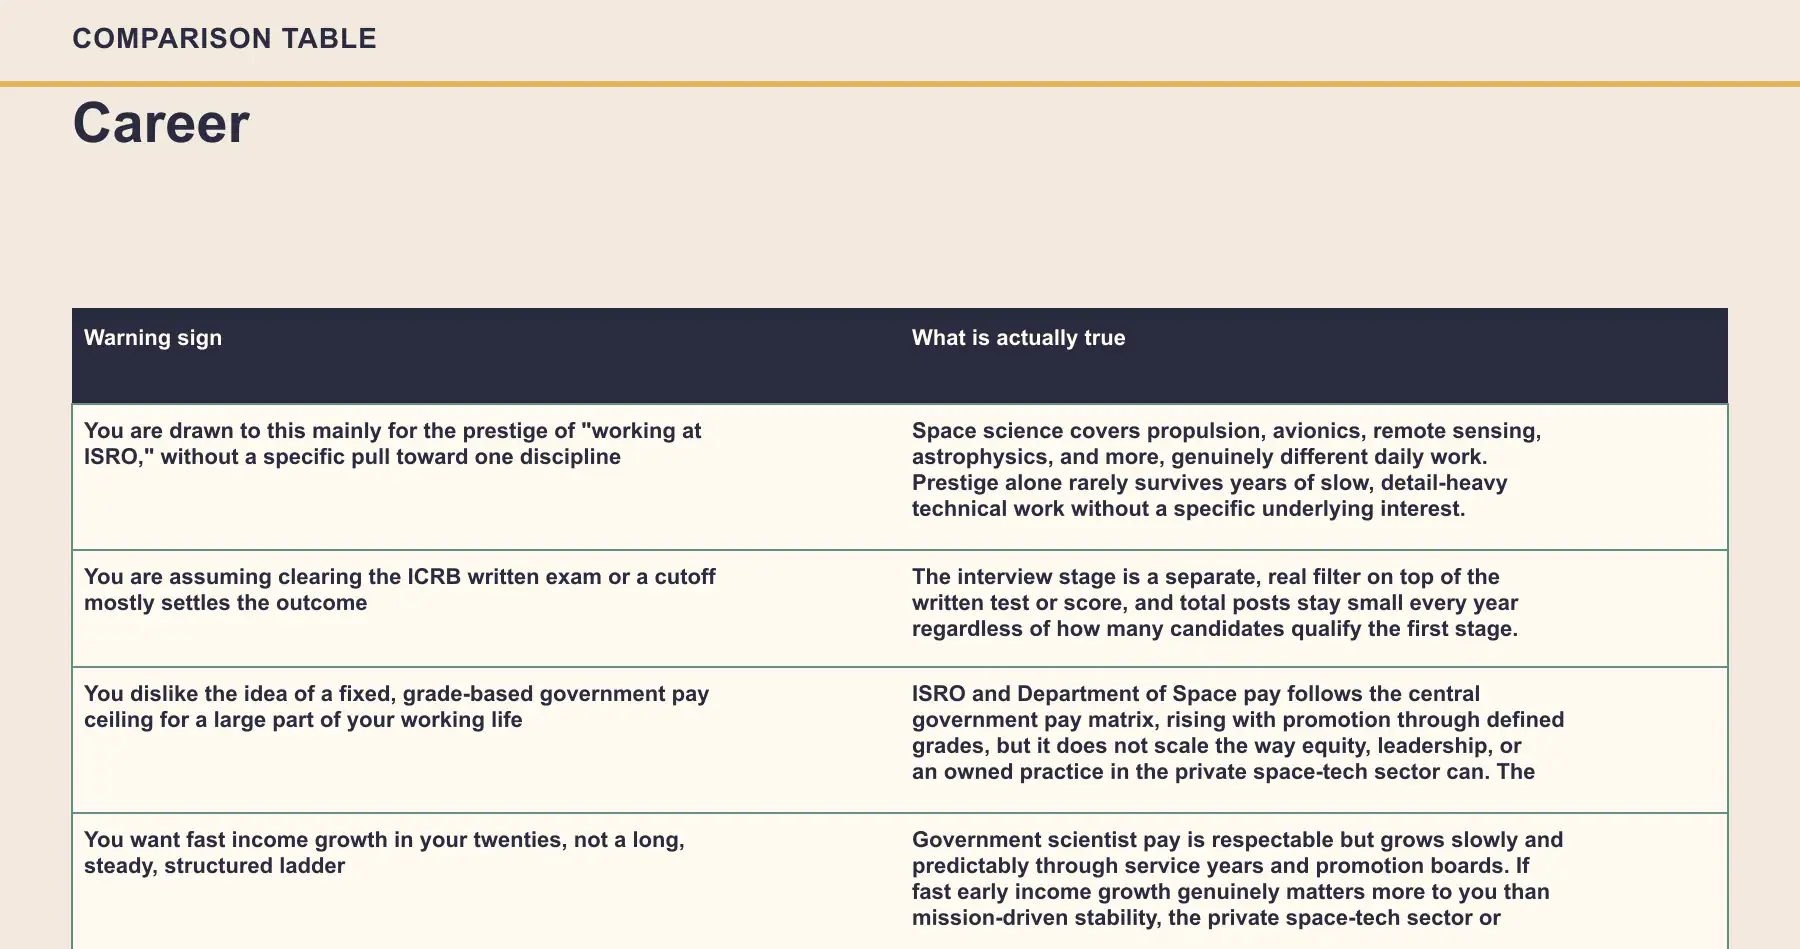 COMPARISON TABLE
Career
Warning sign
What is actually true
You are drawn to this mainly for the prestige of "working at
ISRO," without a specific pull toward one discipline
Space science covers propulsion, avionics, remote sensing,
astrophysics, and more, genuinely different daily work.
Prestige alone rarely survives years of slow, detail-heavy
technical work without a specific underlying interest.
You are assuming clearing the ICRB written exam or a cutoff
mostly settles the outcome
The interview stage is a separate, real filter on top of the
written test or score, and total posts stay small every year
regardless of how many candidates qualify the first stage.
You dislike the idea of a fixed, grade-based government pay
ceiling for a large part of your working life
ISRO and Department of Space pay follows the central
government pay matrix, rising with promotion through defined
grades, but it does not scale the way equity, leadership, or
an owned practice in the private space-tech sector can. The
You want fast income growth in your twenties, not a long,
steady, structured ladder
Government scientist pay is respectable but grows slowly and
predictably through service years and promotion boards. If
fast early income growth genuinely matters more to you than
mission-driven stability, the private space-tech sector or